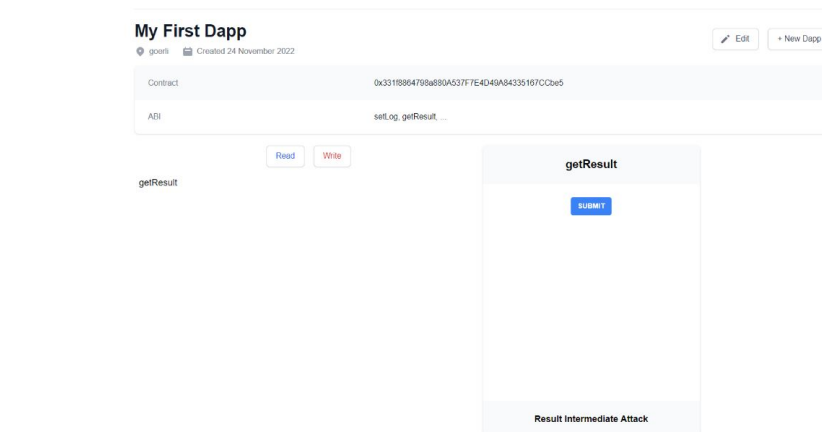 My First Dapp
goerli Created 24 November 2022
Edit + New Dapp
Contract 0x331f8864798a880A537F7E4D49A84335167CCbe5
ABI setLog, getResult, ...
Read Write
getResult
getResult
SUBMIT
Result Intermediate Attack